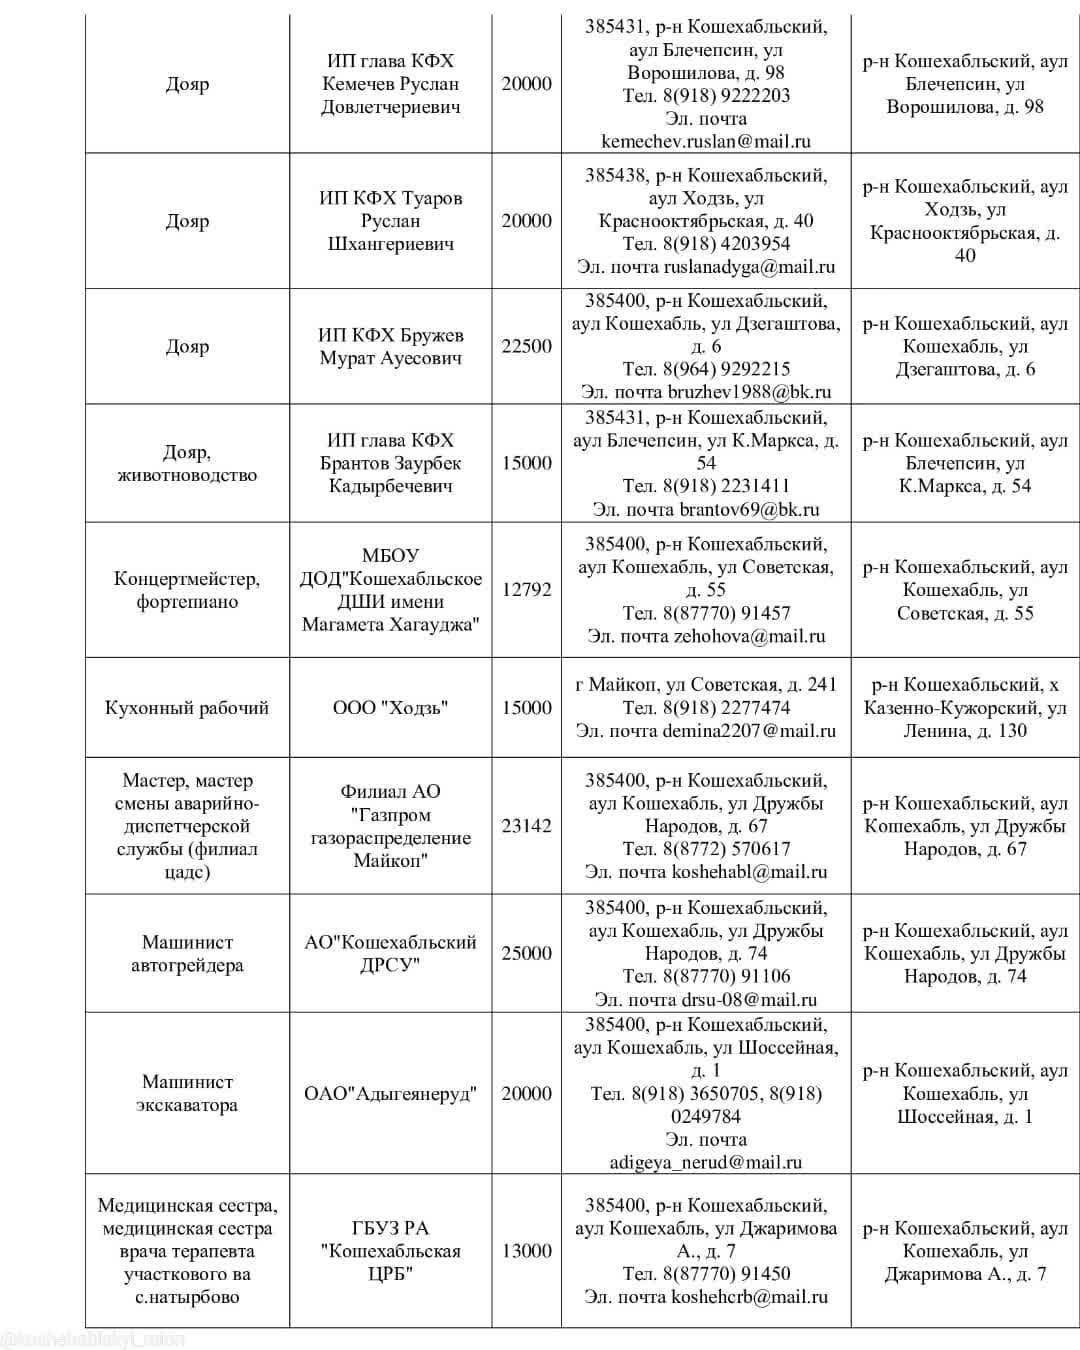 Дояр
ИП глава КФХ
Кемечев Руслан
Довлетчериевич
20000
385431, р-н Кошехабльский,
аул Блечепсин, ул
Ворошилова, д. 98
Тел. 8(918) 9222203
Эл. почта
kemechev.ruslan@mail.ru
р-н Кошехабльский, аул
Блечепсин, ул
Ворошилова, д. 98
Дояр
ИП КФХ Туаров
Руслан
Шхангериевич
20000
385438, р-н Кошехабльский,
аул Ходзь, ул
Краснооктябрьская, д. 40
Тел. 8(918) 4203954
Эл. почта ruslanadyga@mail.ru
р-н Кошехабльский, аул
Ходзь, ул
Краснооктябрьская, д.
40
Дояр
ИП КФХ Бружев
Мурат Ауесович
22500
385400, р-н Кошехабльский,
аул Кошехабль, ул Дзегаштова,
д. 6
Тел. 8(964) 9292215
Эл. почта bruzhev1988@bk.ru
р-н Кошехабльский, аул
Кошехабль, ул
Дзегаштова, д. 6
Дояр,
животноводство
ИП глава КФХ
Брантов Заурбек
Кадырбечевич
15000
385431, р-н Кошехабльский,
аул Блечепсин, ул К.Маркса, д.
54
Тел. 8(918) 2231411
Эл. почта brantov69@bk.ru
р-н Кошехабльский, аул
Блечепсин, ул
К.Маркса, д. 54
Концертмейстер,
фортепиано
МБОУ
ДОД"Кошехабльское
ДШИ имени
Магамета Хагауджа"
12792
385400, р-н Кошехабльский,
аул Кошехабль, ул Советская,
д. 55
Тел. 8(87770) 91457
Эл. почта zehohova@mail.ru
р-н Кошехабльский, аул
Кошехабль, ул
Советская, д. 55
Кухонный рабочий
ООО "Ходзь"
15000
г Майкоп, ул Советская, д. 241
Тел. 8(918) 2277474
Эл. почта demina2207@mail.ru
р-н Кошехабльский, х
Казенно-Кужорский, ул
Ленина, д. 130
Мастер, мастер
смены аварийно-
диспетчерской
службы (филиал
цадс)
Филиал АО
"Газпром
газораспределение
Майкоп"
23142
385400, р-н Кошехабльский,
аул Кошехабль, ул Дружбы
Народов, д. 67
Тел. 8(8772) 570617
Эл. почта koshehabl@mail.ru
р-н Кошехабльский, аул
Кошехабль, ул Дружбы
Народов, д. 67
Машинист
автогрейдера
АО"Кошехабльский
ДРСУ"
25000
385400, р-н Кошехабльский,
аул Кошехабль, ул Дружбы
Народов, д. 74
Тел. 8(87770) 91106
Эл. почта drsu-08@mail.ru
р-н Кошехабльский, аул
Кошехабль, ул Дружбы
Народов, д. 74
Машинист
экскаватора
ОАО"Адыгеянеруд"
20000
385400, р-н Кошехабльский,
аул Кошехабль, ул Шоссейная,
д. 1
Тел. 8(918) 3650705, 8(918)
0249784
Эл. почта
adigeya_nerud@mail.ru
р-н Кошехабльский, аул
Кошехабль, ул
Шоссейная, д. 1
Медицинская сестра,
медицинская сестра
врача терапевта
участкового ва
с.натырбово
ГБУЗ РА
"Кошехабльская
ЦРБ"
13000
385400, р-н Кошехабльский,
аул Кошехабль, ул Джаримова
А., д. 7
Тел. 8(87770) 91450
Эл. почта koshehcrb@mail.ru
р-н Кошехабльский, аул
Кошехабль, ул
Джаримова А., д. 7